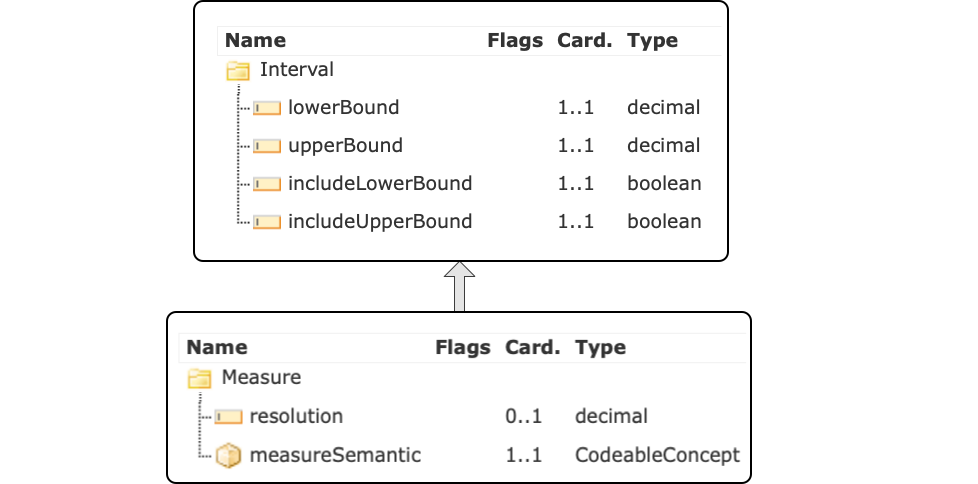 Name Flags Card. Type
Interval
lowerBound 1..1 decimal
upperBound 1..1 decimal
includeLowerBound 1..1 boolean
includeUpperBound 1..1 boolean
Name Flags Card. Type
Measure
resolution 0..1 decimal
measureSemantic 1..1 CodeableConcept